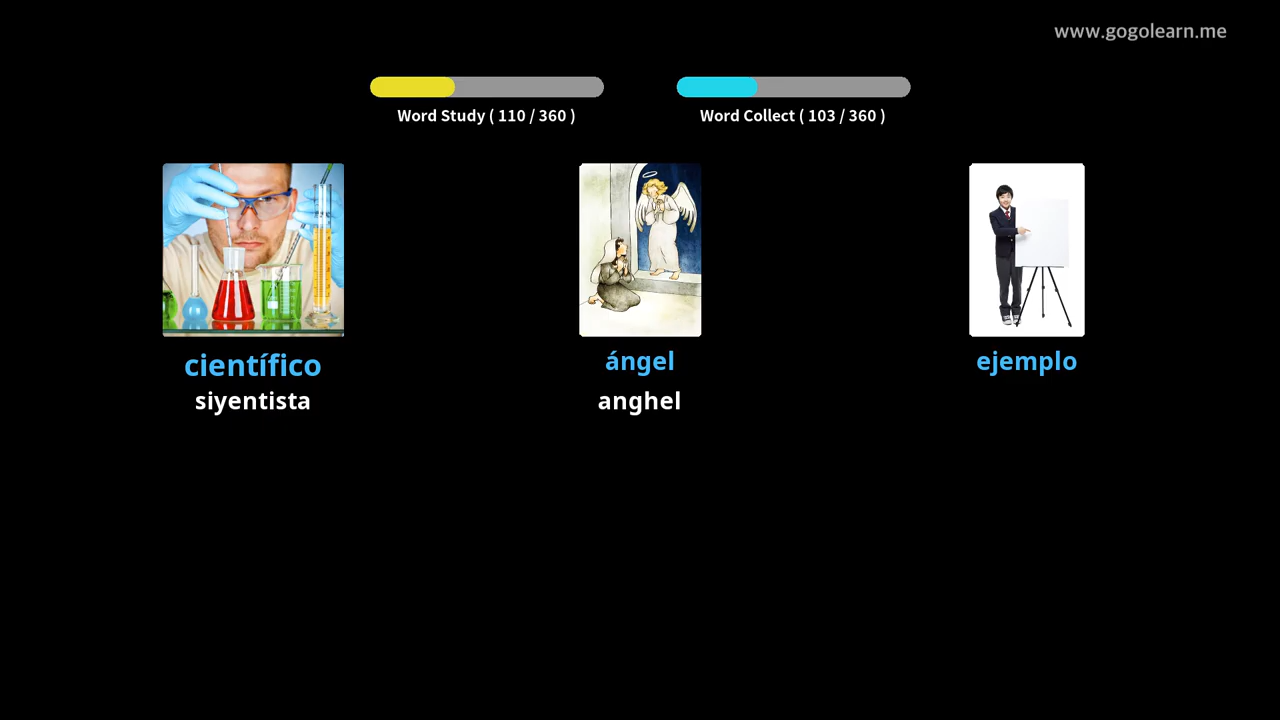 www.gogolearn.me
Word Study ( 110 / 360 )
Word Collect ( 103 / 360 )
científico
siyentista
ángel
anghel
ejemplo